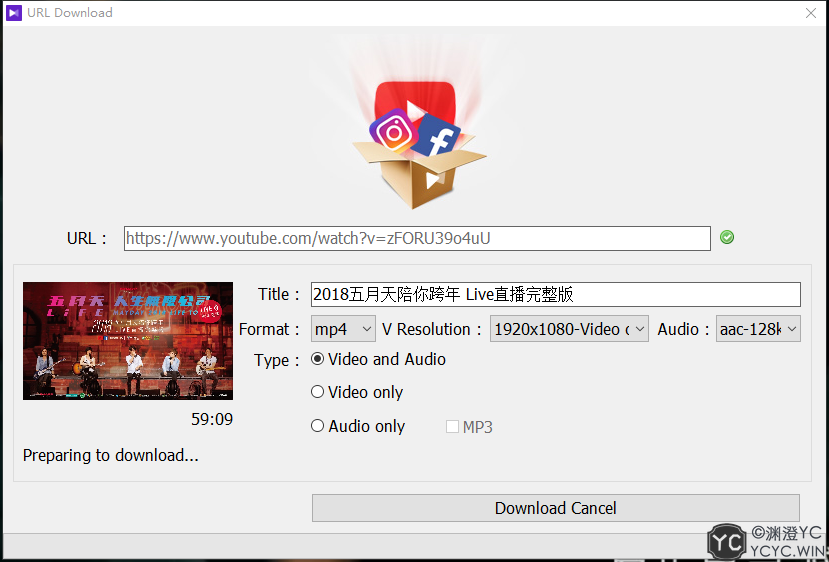 URL Download
URL :
https://www.youtube.com/watch?v=zFORU39o4uU
五月天 人生無限公司
LIFE
Title :
2018五月天陪你跨年 Live直播完整版
Format :
mp4
V Resolution :
1920x1080-Video
Audio :
aac-128k
Type :
Video and Audio
Video only
59:09
Audio only
MP3
Preparing to download...
Download Cancel
YC
©渊澄YC
YCYC.WIN